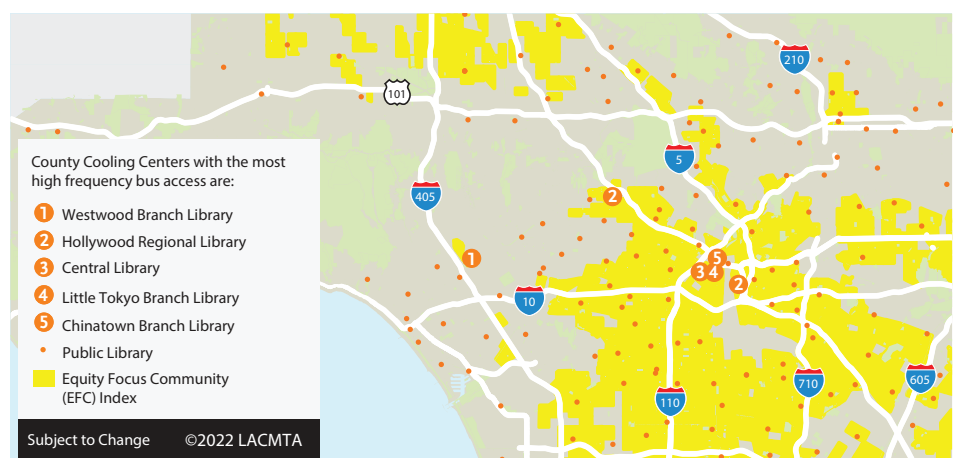 210
101
5
405
2
1
5
3
4
2
10
710
605
110
County Cooling Centers with the most
high frequency bus access are:
1 Westwood Branch Library
2 Hollywood Regional Library
3 Central Library
4 Little Tokyo Branch Library
5 Chinatown Branch Library
Public Library
Equity Focus Community
(EFC) Index
Subject to Change ©2022 LACMTA